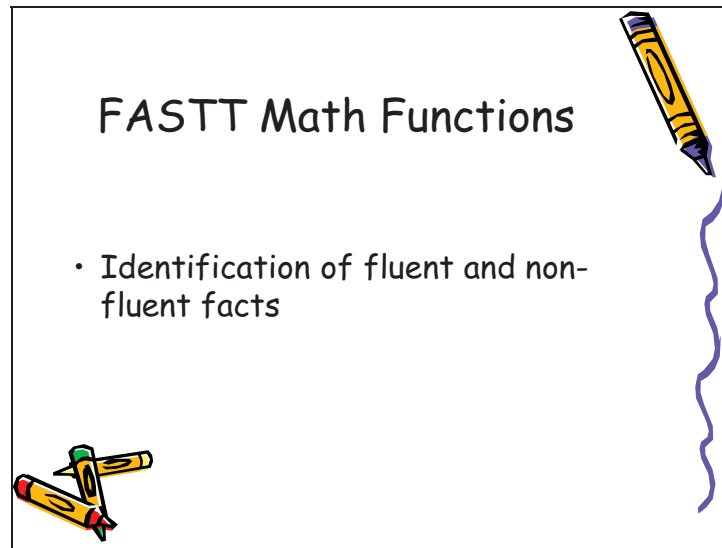 FASTT Math Functions
• Identification of fluent and non-
fluent facts